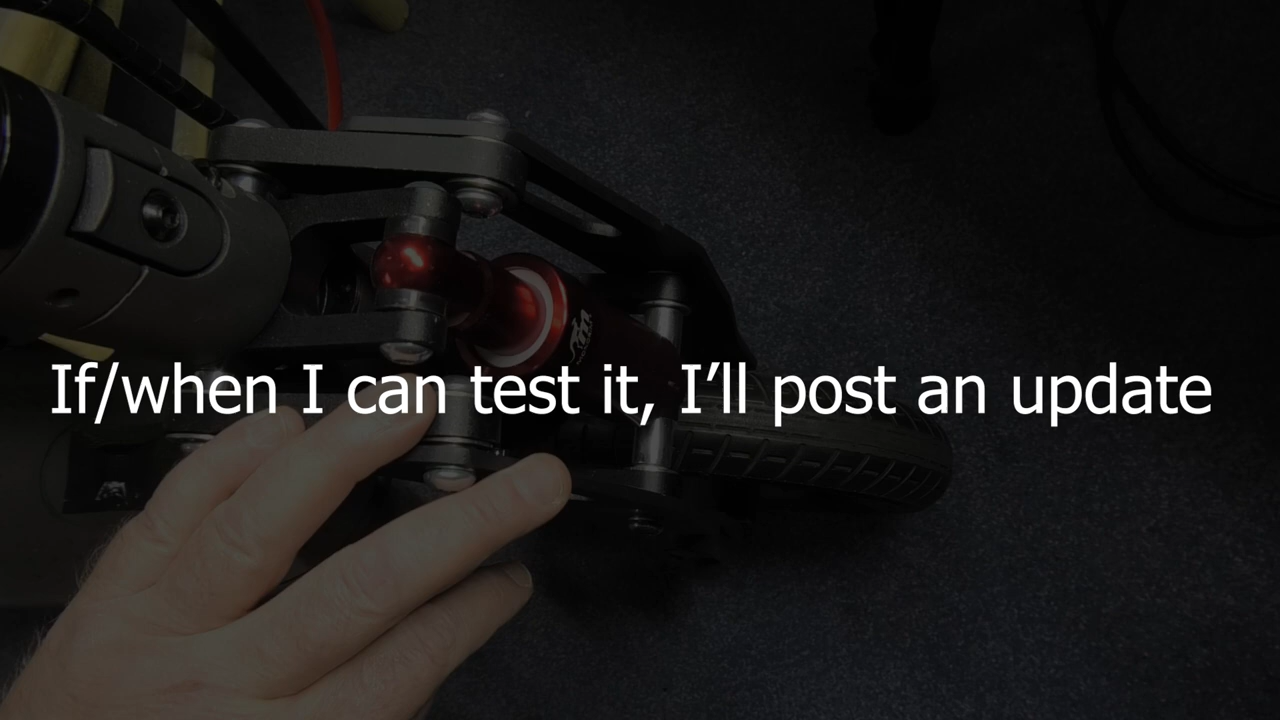 If/when I can test it, I’ll post an update